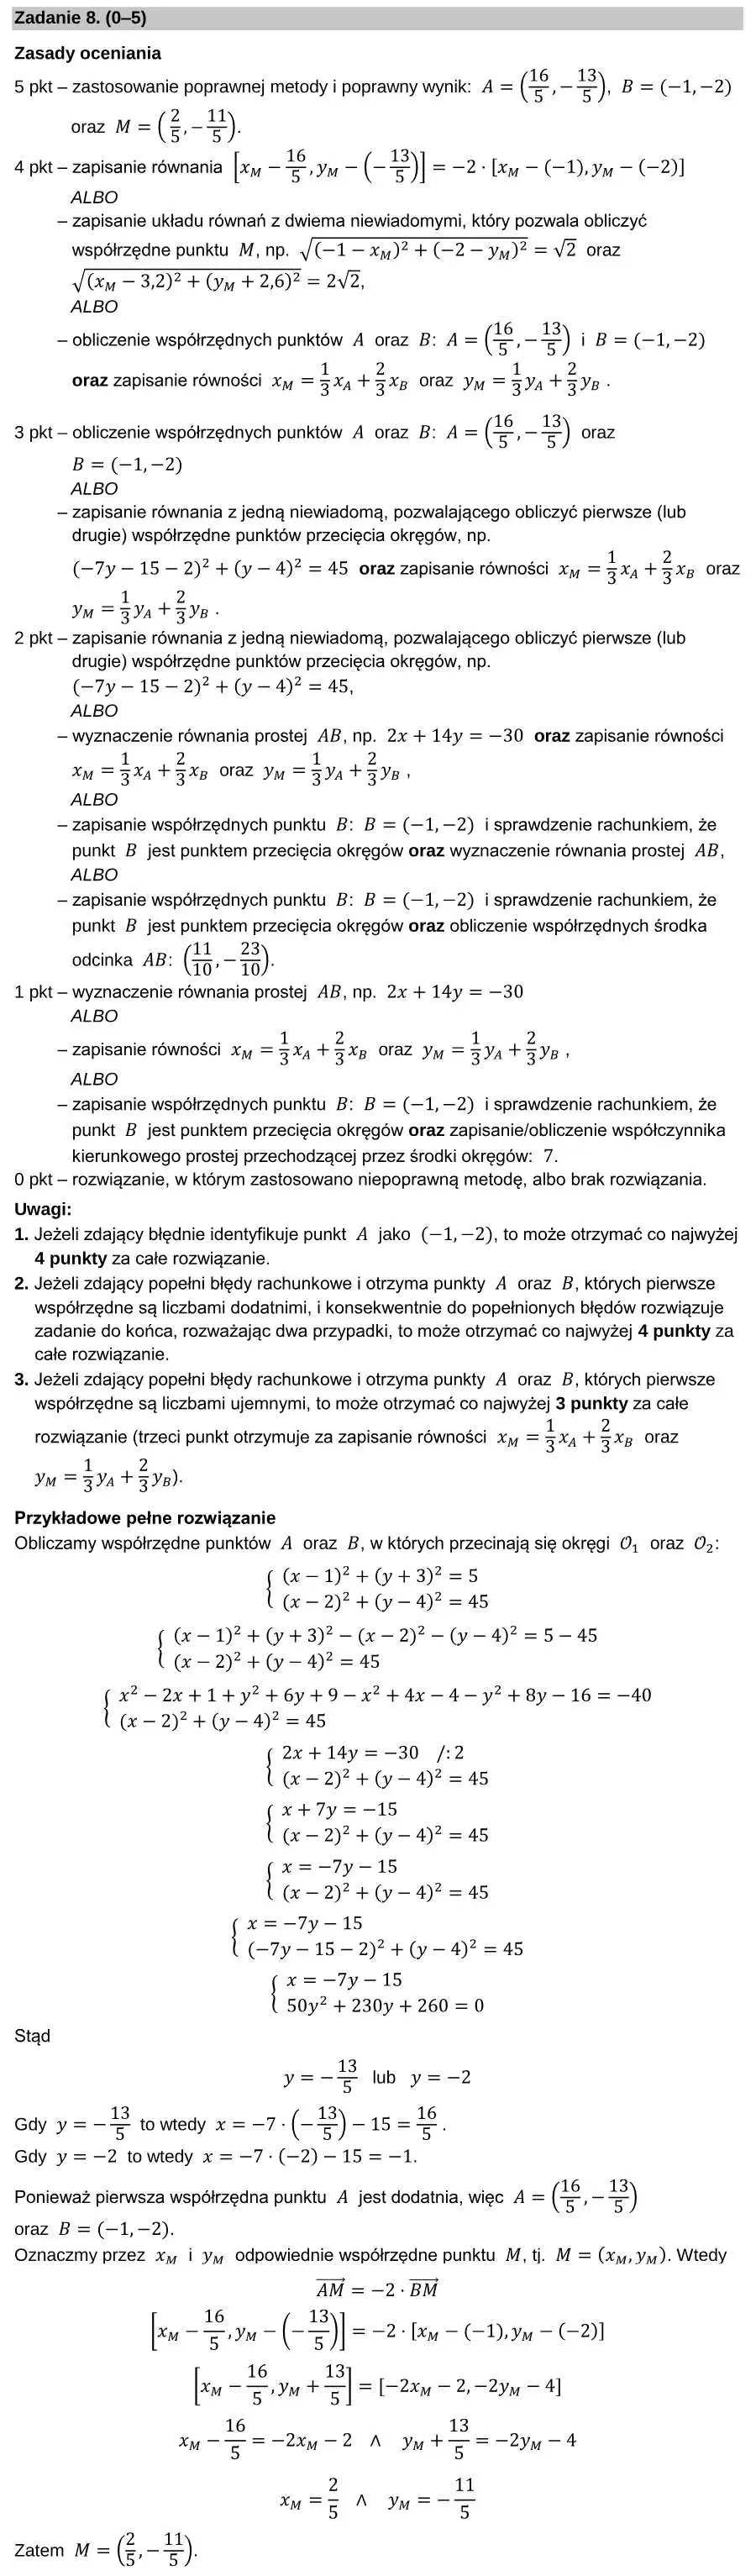 Zadanie 8. (0–5)
Zasady oceniania
5 pkt – zastosowanie poprawnej metody i poprawny wynik: A = (16/5, −13/5), B = (−1, −2)
oraz M = (2/5, −11/5).
4 pkt – zapisanie równania [x_M − 16/5, y_M − (−13/5)] = −2 · [x_M − (−1), y_M − (−2)]
ALBO
– zapisanie układu równań z dwiema niewiadomymi, który pozwala obliczyć
współrzędne punktu M, np. √((−1 − x_M)² + (−2 − y_M)²) = √2 oraz
√((x_M − 3,2)² + (y_M + 2,6)²) = 2√2,
ALBO
– obliczenie współrzędnych punktów A oraz B: A = (16/5, −13/5) i B = (−1, −2)
oraz zapisanie równości x_M = 1/3 x_A + 2/3 x_B oraz y_M = 1/3 y_A + 2/3 y_B .
3 pkt – obliczenie współrzędnych punktów A oraz B: A = (16/5, −13/5) oraz
B = (−1, −2)
ALBO
– zapisanie równania z jedną niewiadomą, pozwalającego obliczyć pierwsze (lub
drugie) współrzędne punktów przecięcia okręgów, np.
(−7y − 15 − 2)² + (y − 4)² = 45 oraz zapisanie równości x_M = 1/3 x_A + 2/3 x_B oraz
y_M = 1/3 y_A + 2/3 y_B .
2 pkt – zapisanie równania z jedną niewiadomą, pozwalającego obliczyć pierwsze (lub
drugie) współrzędne punktów przecięcia okręgów, np.
(−7y − 15 − 2)² + (y − 4)² = 45,
ALBO
– wyznaczenie równania prostej AB, np. 2x + 14y = −30 oraz zapisanie równości
x_M = 1/3 x_A + 2/3 x_B oraz y_M = 1/3 y_A + 2/3 y_B ,
ALBO
– zapisanie współrzędnych punktu B: B = (−1, −2) i sprawdzenie rachunkiem, że
punkt B jest punktem przecięcia okręgów oraz wyznaczenie równania prostej AB,
ALBO
– zapisanie współrzędnych punktu B: B = (−1, −2) i sprawdzenie rachunkiem, że
punkt B jest punktem przecięcia okręgów oraz obliczenie współrzędnych środka
odcinka AB: (11/10, −23/10).
1 pkt – wyznaczenie równania prostej AB, np. 2x + 14y = −30
ALBO
– zapisanie równości x_M = 1/3 x_A + 2/3 x_B oraz y_M = 1/3 y_A + 2/3 y_B ,
ALBO
– zapisanie współrzędnych punktu B: B = (−1, −2) i sprawdzenie rachunkiem, że
punkt B jest punktem przecięcia okręgów oraz zapisanie/obliczenie współczynnika
kierunkowego prostej przechodzącej przez środki okręgów: 7.
0 pkt – rozwiązanie, w którym zastosowano niepoprawną metodę, albo brak rozwiązania.
Uwagi:
1. Jeżeli zdający błędnie identyfikuje punkt A jako (−1, −2), to może otrzymać co najwyżej
4 punkty za całe rozwiązanie.
2. Jeżeli zdający popełni błędy rachunkowe i otrzyma punkty A oraz B, których pierwsze
współrzędne są liczbami dodatnimi, i konsekwentnie do popełnionych błędów rozwiązuje
zadanie do końca, rozważając dwa przypadki, to może otrzymać co najwyżej 4 punkty za
całe rozwiązanie.
3. Jeżeli zdający popełni błędy rachunkowe i otrzyma punkty A oraz B, których pierwsze
współrzędne są liczbami ujemnymi, to może otrzymać co najwyżej 3 punkty za całe
rozwiązanie (trzeci punkt otrzymuje za zapisanie równości x_M = 1/3 x_A + 2/3 x_B oraz
y_M = 1/3 y_A + 2/3 y_B).
Przykładowe pełne rozwiązanie
Obliczamy współrzędne punktów A oraz B, w których przecinają się okręgi 𝒪₁ oraz 𝒪₂:
{ (x − 1)² + (y + 3)² = 5
(x − 2)² + (y − 4)² = 45
{ (x − 1)² + (y + 3)² − (x − 2)² − (y − 4)² = 5 − 45
(x − 2)² + (y − 4)² = 45
{ x² − 2x + 1 + y² + 6y + 9 − x² + 4x − 4 − y² + 8y − 16 = −40
(x − 2)² + (y − 4)² = 45
{ 2x + 14y = −30 /: 2
(x − 2)² + (y − 4)² = 45
{ x + 7y = −15
(x − 2)² + (y − 4)² = 45
{ x = −7y − 15
(x − 2)² + (y − 4)² = 45
{ x = −7y − 15
(−7y − 15 − 2)² + (y − 4)² = 45
{ x = −7y − 15
50y² + 230y + 260 = 0
Stąd
y = −13/5 lub y = −2
Gdy y = −13/5 to wtedy x = −7 · (−13/5) − 15 = 16/5 .
Gdy y = −2 to wtedy x = −7 · (−2) − 15 = −1.
Ponieważ pierwsza współrzędna punktu A jest dodatnia, więc A = (16/5, −13/5)
oraz B = (−1, −2).
Oznaczmy przez x_M i y_M odpowiednie współrzędne punktu M, tj. M = (x_M, y_M). Wtedy
A͞M⃗ = −2 · B͞M⃗
[x_M − 16/5, y_M − (−13/5)] = −2 · [x_M − (−1), y_M − (−2)]
[x_M − 16/5, y_M + 13/5] = [−2x_M − 2, −2y_M − 4]
x_M − 16/5 = −2x_M − 2 ∧ y_M + 13/5 = −2y_M − 4
x_M = 2/5 ∧ y_M = −11/5
Zatem M = (2/5, −11/5).